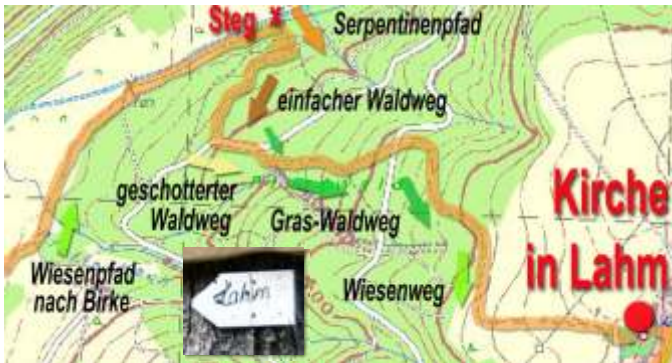 Steg x
Serpentinenpfad
einfacher Waldweg
geschotterter
Waldweg
Gras-Waldweg
Kirche
in Lahm
Wiesenpfad
nach Birke
Lahm
Wiesenweg